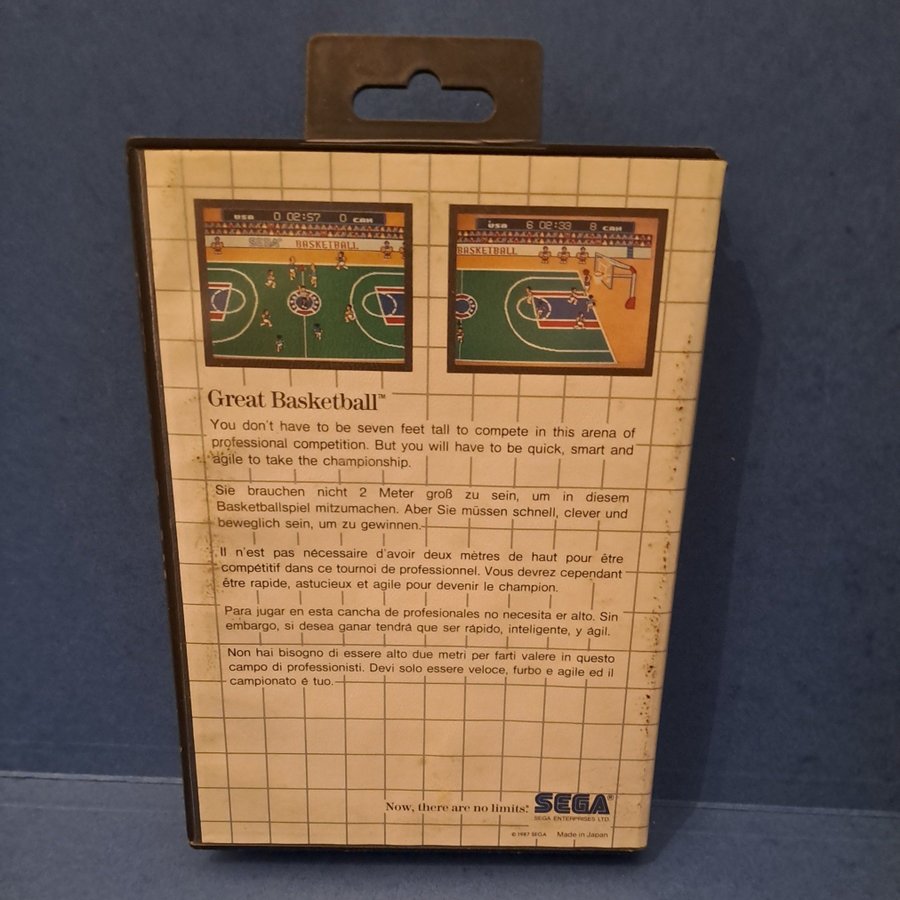 USA 0 02:57 0 CAN
SEGA BASKETBALL
USA 6 02:33 8 CAN
BASKETBALL
Great Basketball™
You don't have to be seven feet tall to compete in this arena of
professional competition. But you will have to be quick, smart and
agile to take the championship.
Sie brauchen nicht 2 Meter groß zu sein, um in diesem
Basketballspiel mitzumachen. Aber Sie müssen schnell, clever und
beweglich sein, um zu gewinnen.
Il n'est pas nécessaire d'avoir deux mètres de haut pour être
compétitif dans ce tournoi de professionnel. Vous devrez cependant
être rapide, astucieux et agile pour devenir le champion.
Para jugar en esta cancha de profesionales no necesita er alto. Sin
embargo, si desea ganar tendrá que ser rápido, inteligente, y ágil.
Non hai bisogno di essere alto due metri per farti valere in questo
campo di professionisti. Devi solo essere veloce, furbo e agile ed il
campionato é tuo.
Now, there are no limits! SEGA®
SEGA ENTERPRISES LTD.
© 1987 SEGA Made in Japan